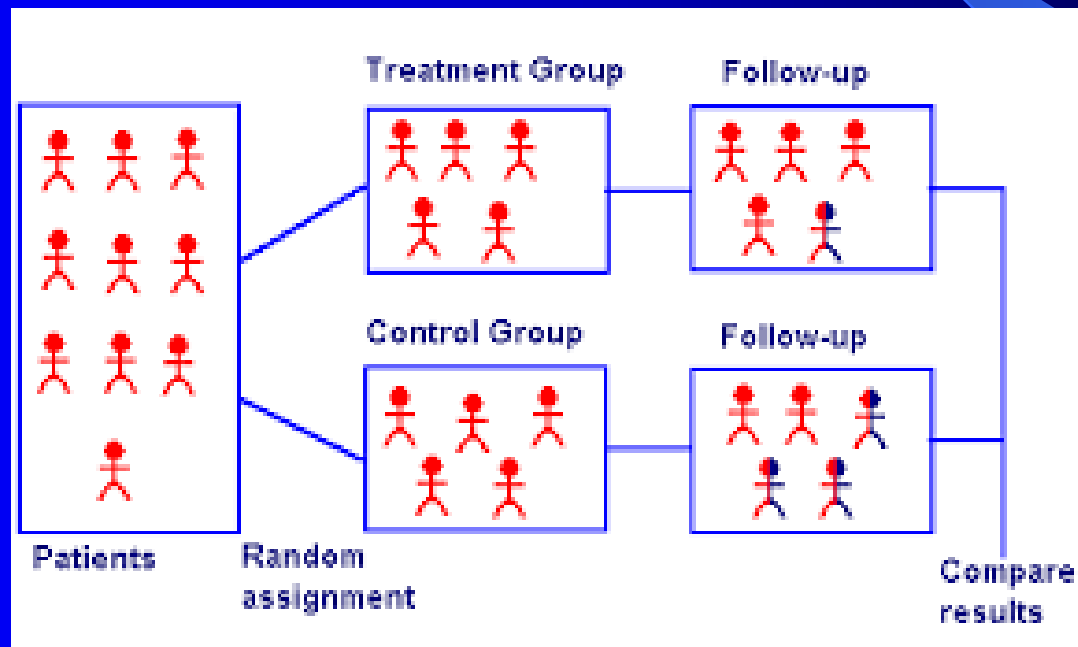 Treatment Group
Follow-up
Control Group
Follow-up
Patients
Random
assignment
Compare
results